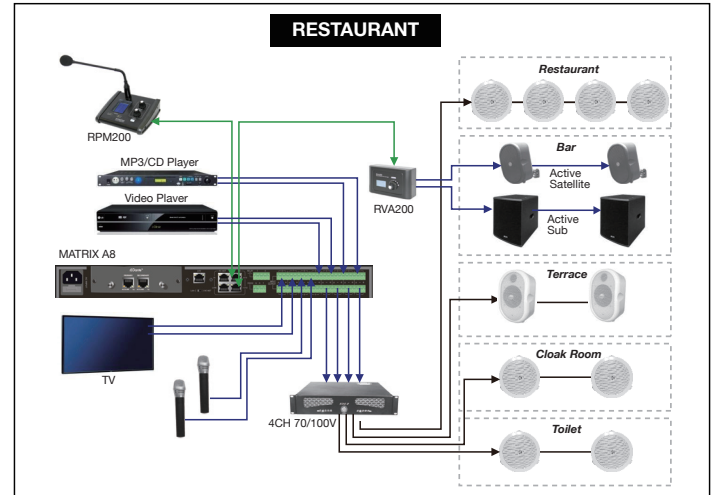 RESTAURANT
Restaurant
RPM200
MP3/CD Player
Bar
Active
Satellite
Video Plaver
RVA200
Active
Sub
MATRIX A8
Terrace
TV
Cloak Room
4CH 70/100V
Toilet